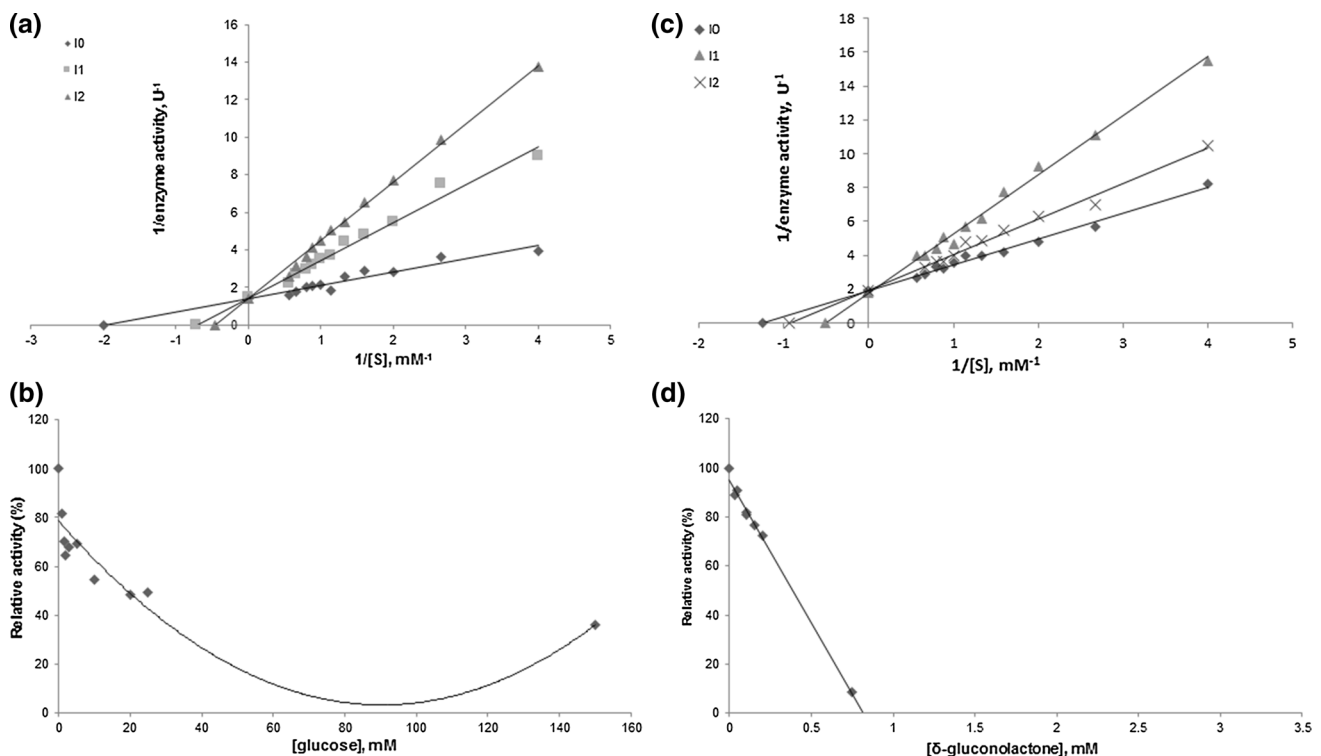 (a)
I0
I1
I2
1/enzyme activity, U-1
16
14
12
10
8
6
4
2
0
-3 -2 -1 0 1 2 3 4 5
1/[S], mM-1
(c)
I0
I1
I2
1/enzyme activity, U-1
18
16
14
12
10
8
6
4
2
0
-2 -1 0 1 2 3 4 5
1/[S], mM-1
(b)
Relative activity (%)
120
100
80
60
40
20
0
0 20 40 60 80 100 120 140 160
[glucose], mM
(d)
Relative activity (%)
120
100
80
60
40
20
0
0 0.5 1 1.5 2 2.5 3 3.5
[δ-gluconolactone], mM